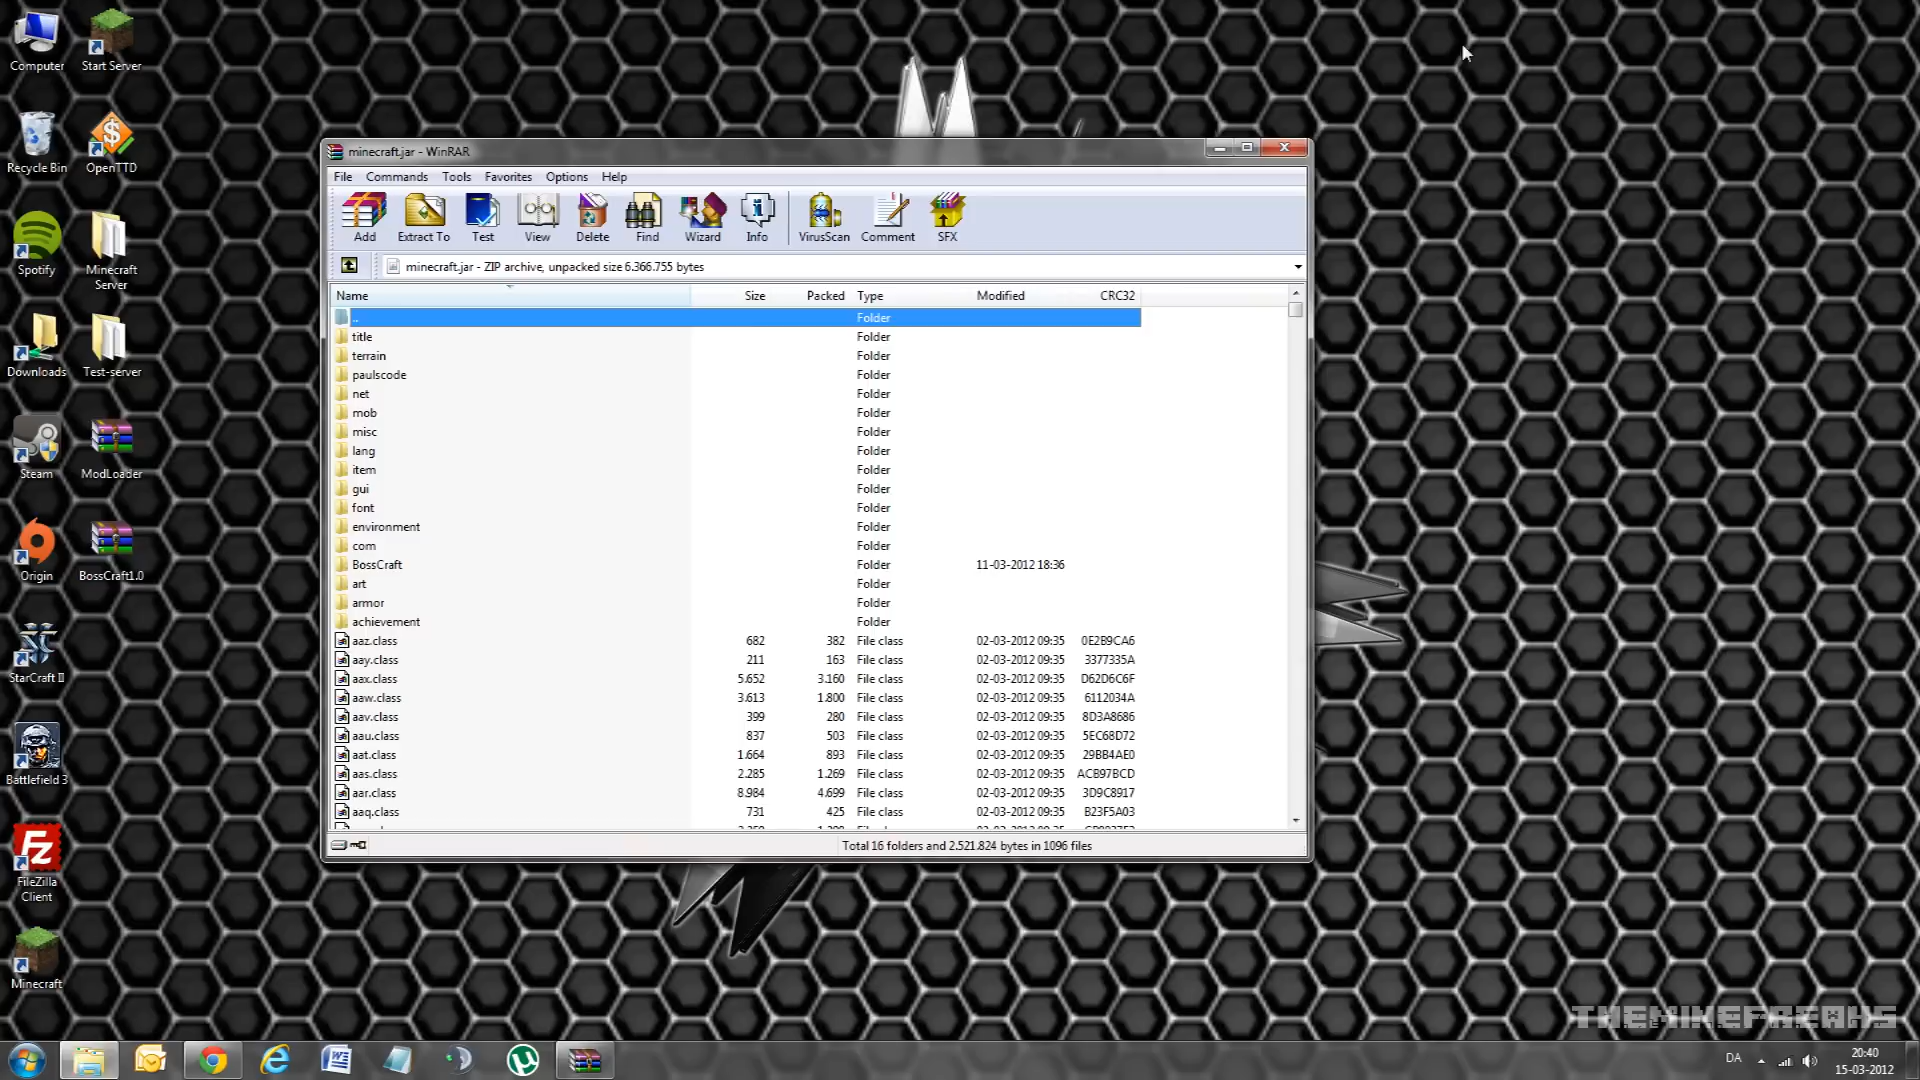 Computer
Start Server
Recycle Bin
OpenTTD
Spotify
Minecraft
Server
Downloads
Test-server
Steam
ModLoader
Origin
BossCraft1.0
StarCraft II
Battlefield 3
FileZilla
Client
Minecraft
minecraft.jar - WinRAR
File Commands Tools Favorites Options Help
Add Extract To Test View Delete Find Wizard Info VirusScan Comment SFX
minecraft.jar - ZIP archive, unpacked size 6.366.755 bytes
Name Size Packed Type Modified CRC32
.. Folder
title Folder
terrain Folder
paulscode Folder
net Folder
mob Folder
misc Folder
lang Folder
item Folder
gui Folder
font Folder
environment Folder
com Folder
BossCraft Folder 11-03-2012 18:36
art Folder
armor Folder
achievement Folder
aaz.class 682 382 File class 02-03-2012 09:35 0E2B9CA6
aay.class 211 163 File class 02-03-2012 09:35 3377335A
aax.class 5.652 3.160 File class 02-03-2012 09:35 D62D6C6F
aaw.class 3.613 1.800 File class 02-03-2012 09:35 6112034A
aav.class 399 280 File class 02-03-2012 09:35 8D3A8686
aau.class 837 503 File class 02-03-2012 09:35 5EC68D72
aat.class 1.664 893 File class 02-03-2012 09:35 29BB4AE0
aas.class 2.285 1.269 File class 02-03-2012 09:35 ACB97BCD
aar.class 8.984 4.699 File class 02-03-2012 09:35 3D9C8917
aaq.class 731 425 File class 02-03-2012 09:35 B23F5A03
Total 16 folders and 2.521.824 bytes in 1096 files
THEMIKEFREAKS
DA
20:40
15-03-2012